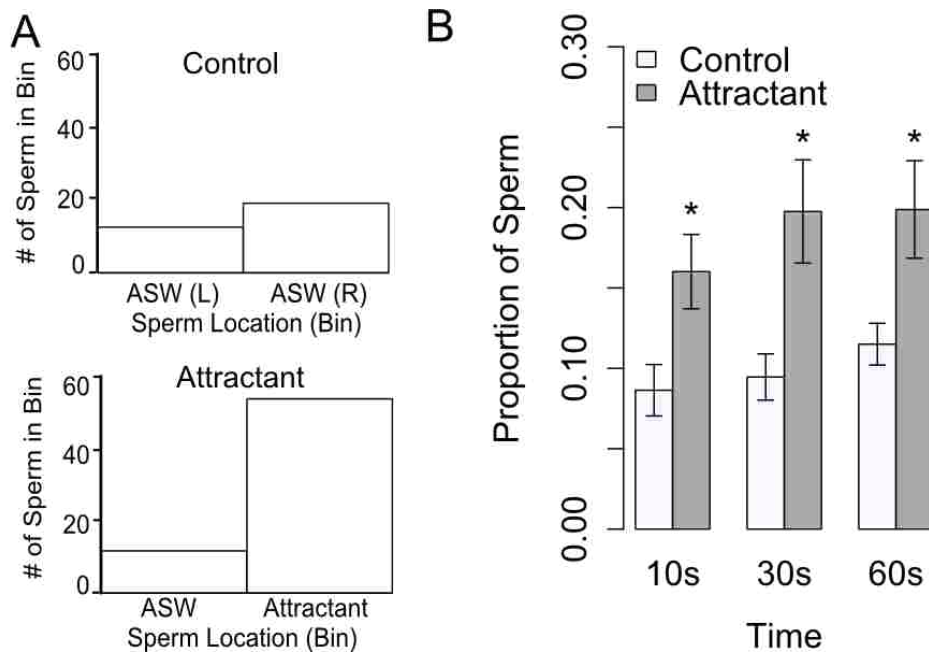 A
Control
# of Sperm in Bin
60
40
20
0
ASW (L) ASW (R)
Sperm Location (Bin)
Attractant
# of Sperm in Bin
60
40
20
0
ASW Attractant
Sperm Location (Bin)
B
Control
Attractant
Proportion of Sperm
0.30
0.20
0.10
0.00
* * *
10s 30s 60s
Time